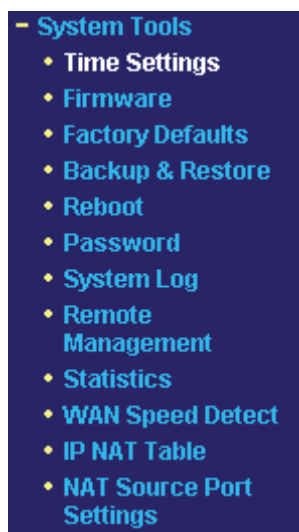 − System Tools
• Time Settings
• Firmware
• Factory Defaults
• Backup & Restore
• Reboot
• Password
• System Log
• Remote
Management
• Statistics
• WAN Speed Detect
• IP NAT Table
• NAT Source Port
Settings